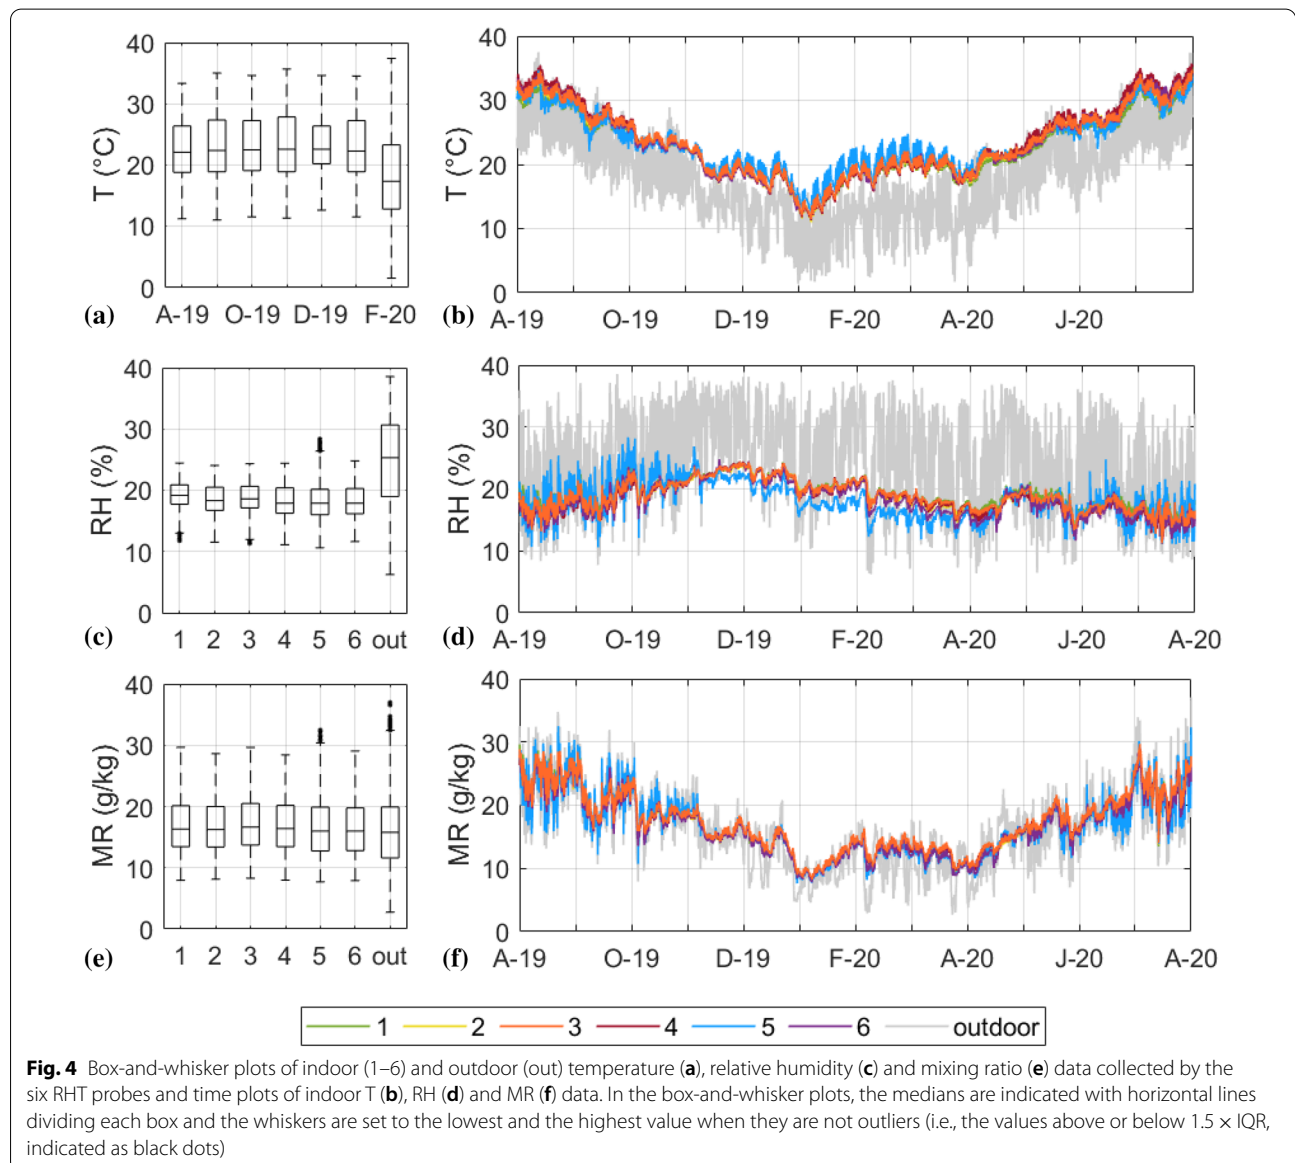 40
30
20
10
0
T (°C)
A-19 O-19 D-19 F-20
(a)
40
30
20
10
0
T (°C)
A-19 O-19 D-19 F-20 A-20 J-20
(b)
40
30
20
10
0
RH (%)
1 2 3 4 5 6 out
(c)
40
30
20
10
0
RH (%)
A-19 O-19 D-19 F-20 A-20 J-20 A-20
(d)
40
30
20
10
0
MR (g/kg)
1 2 3 4 5 6 out
(e)
40
30
20
10
0
MR (g/kg)
A-19 O-19 D-19 F-20 A-20 J-20 A-20
(f)
1 2 3 4 5 6 outdoor
Fig. 4 Box-and-whisker plots of indoor (1–6) and outdoor (out) temperature (a), relative humidity (c) and mixing ratio (e) data collected by the
six RHT probes and time plots of indoor T (b), RH (d) and MR (f) data. In the box-and-whisker plots, the medians are indicated with horizontal lines
dividing each box and the whiskers are set to the lowest and the highest value when they are not outliers (i.e., the values above or below 1.5 × IQR,
indicated as black dots)